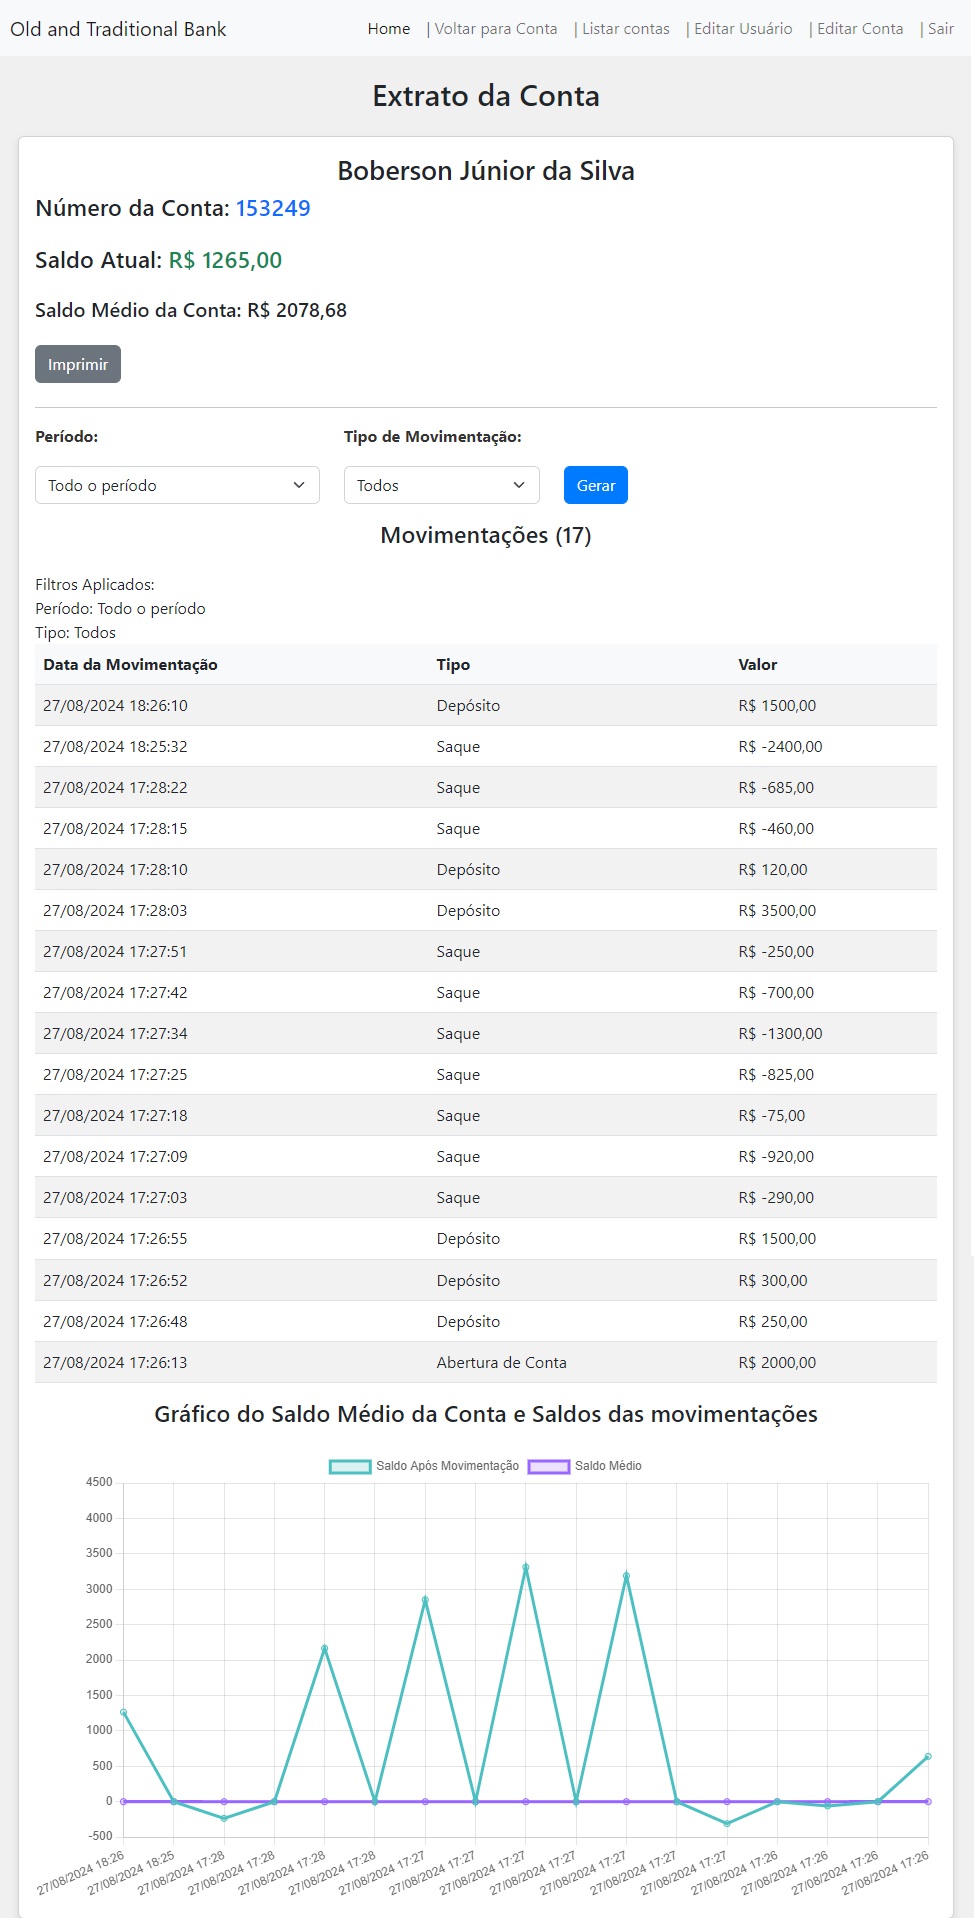 Old and Traditional Bank Home | Voltar para Conta | Listar contas | Editar Usuário | Editar Conta | Sair
Extrato da Conta
Boberson Júnior da Silva
Número da Conta: 153249
Saldo Atual: R$ 1265,00
Saldo Médio da Conta: R$ 2078,68
Imprimir
Período: Tipo de Movimentação:
Todo o período Todos Gerar
Movimentações (17)
Filtros Aplicados:
Período: Todo o período
Tipo: Todos
Data da Movimentação Tipo Valor
27/08/2024 18:26:10 Depósito R$ 1500,00
27/08/2024 18:25:32 Saque R$ -2400,00
27/08/2024 17:28:22 Saque R$ -685,00
27/08/2024 17:28:15 Saque R$ -460,00
27/08/2024 17:28:10 Depósito R$ 120,00
27/08/2024 17:28:03 Depósito R$ 3500,00
27/08/2024 17:27:51 Saque R$ -250,00
27/08/2024 17:27:42 Saque R$ -700,00
27/08/2024 17:27:34 Saque R$ -1300,00
27/08/2024 17:27:25 Saque R$ -825,00
27/08/2024 17:27:18 Saque R$ -75,00
27/08/2024 17:27:09 Saque R$ -920,00
27/08/2024 17:27:03 Saque R$ -290,00
27/08/2024 17:26:55 Depósito R$ 1500,00
27/08/2024 17:26:52 Depósito R$ 300,00
27/08/2024 17:26:48 Depósito R$ 250,00
27/08/2024 17:26:13 Abertura de Conta R$ 2000,00
Gráfico do Saldo Médio da Conta e Saldos das movimentações
Saldo Após Movimentação Saldo Médio
4500
4000
3500
3000
2500
2000
1500
1000
500
0
-500
27/08/2024 18:26
27/08/2024 18:25
27/08/2024 17:28
27/08/2024 17:28
27/08/2024 17:28
27/08/2024 17:28
27/08/2024 17:27
27/08/2024 17:27
27/08/2024 17:27
27/08/2024 17:27
27/08/2024 17:27
27/08/2024 17:27
27/08/2024 17:27
27/08/2024 17:26
27/08/2024 17:26
27/08/2024 17:26
27/08/2024 17:26